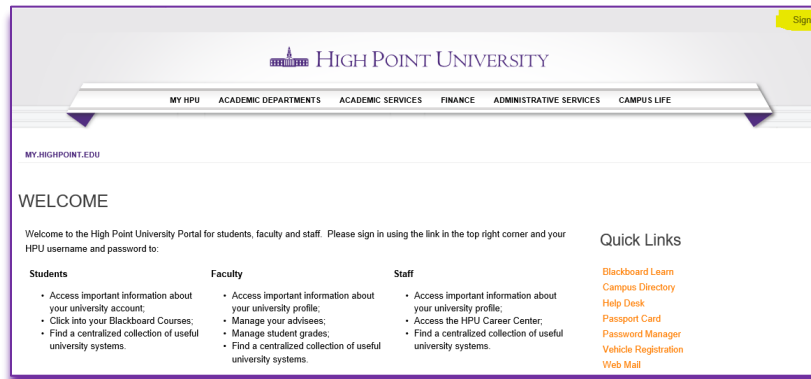 Sign
HIGH POINT UNIVERSITY
MY HPU ACADEMIC DEPARTMENTS ACADEMIC SERVICES FINANCE ADMINISTRATIVE SERVICES CAMPUS LIFE
MY.HIGHPOINT.EDU
WELCOME
Welcome to the High Point University Portal for students, faculty and staff. Please sign in using the link in the top right corner and your
HPU username and password to:
Students
• Access important information about
your university account;
• Click into your Blackboard Courses;
• Find a centralized collection of useful
university systems.
Faculty
• Access important information about
your university profile;
• Manage your advisees;
• Manage student grades;
• Find a centralized collection of useful
university systems.
Staff
• Access important information about
your university profile;
• Access the HPU Career Center;
• Find a centralized collection of useful
university systems.
Quick Links
Blackboard Learn
Campus Directory
Help Desk
Passport Card
Password Manager
Vehicle Registration
Web Mail